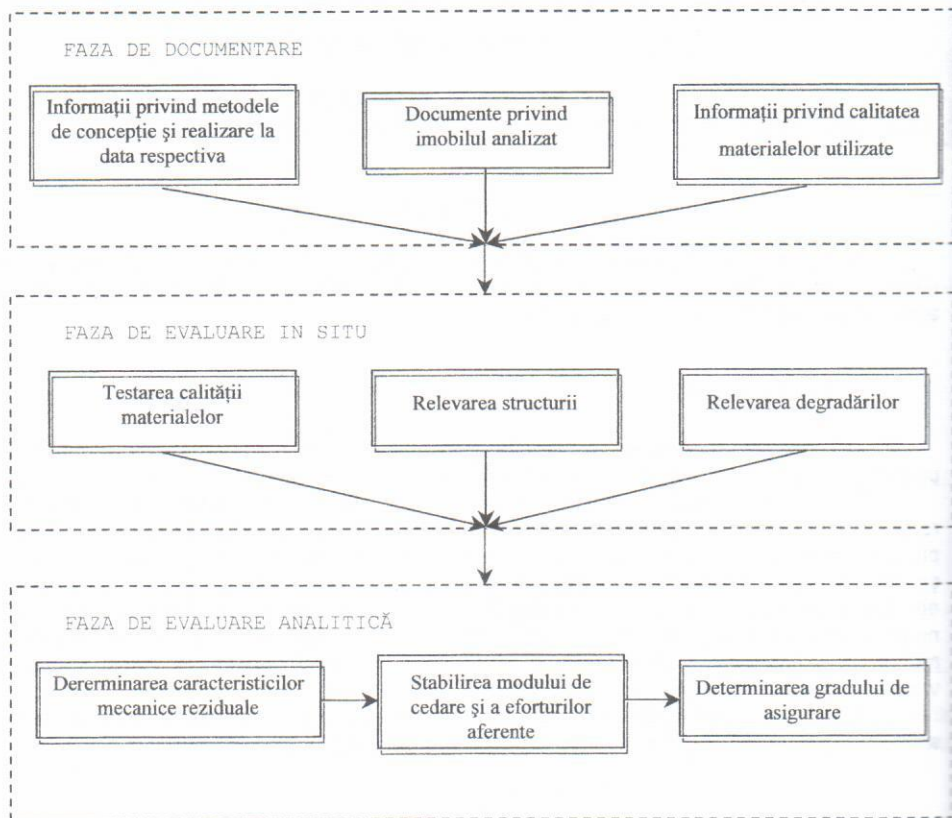 FAZA DE DOCUMENTARE
Informații privind metodele
de concepție și realizare la
data respectiva
Documente privind
imobilul analizat
Informații privind calitatea
materialelor utilizate
FAZA DE EVALUARE IN SITU
Testarea calității
materialelor
Relevarea structurii
Relevarea degradărilor
FAZA DE EVALUARE ANALITICĂ
Dererminarea caracteristicilor
mecanice reziduale
Stabilirea modului de
cedare și a eforturilor
aferente
Determinarea gradului de
asigurare